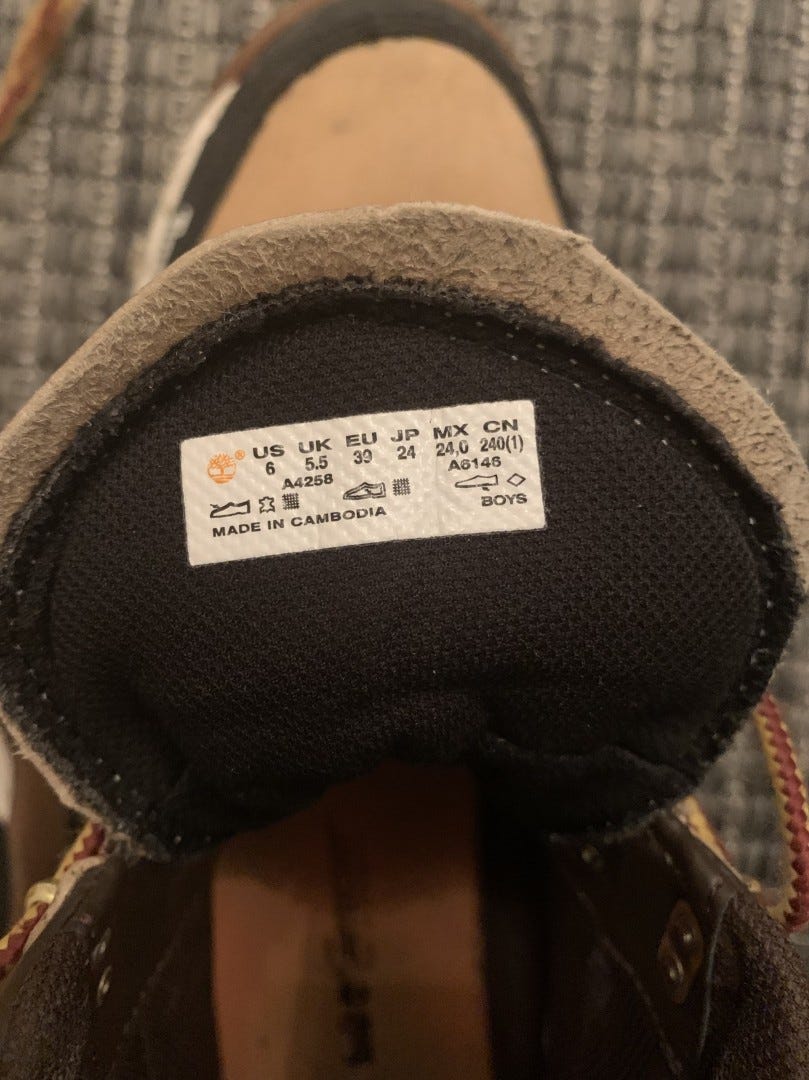 ® US UK EU JP MX CN
6 5.5 39 24 24,0 240(1)
A4258 A6146
BOYS
MADE IN CAMBODIA